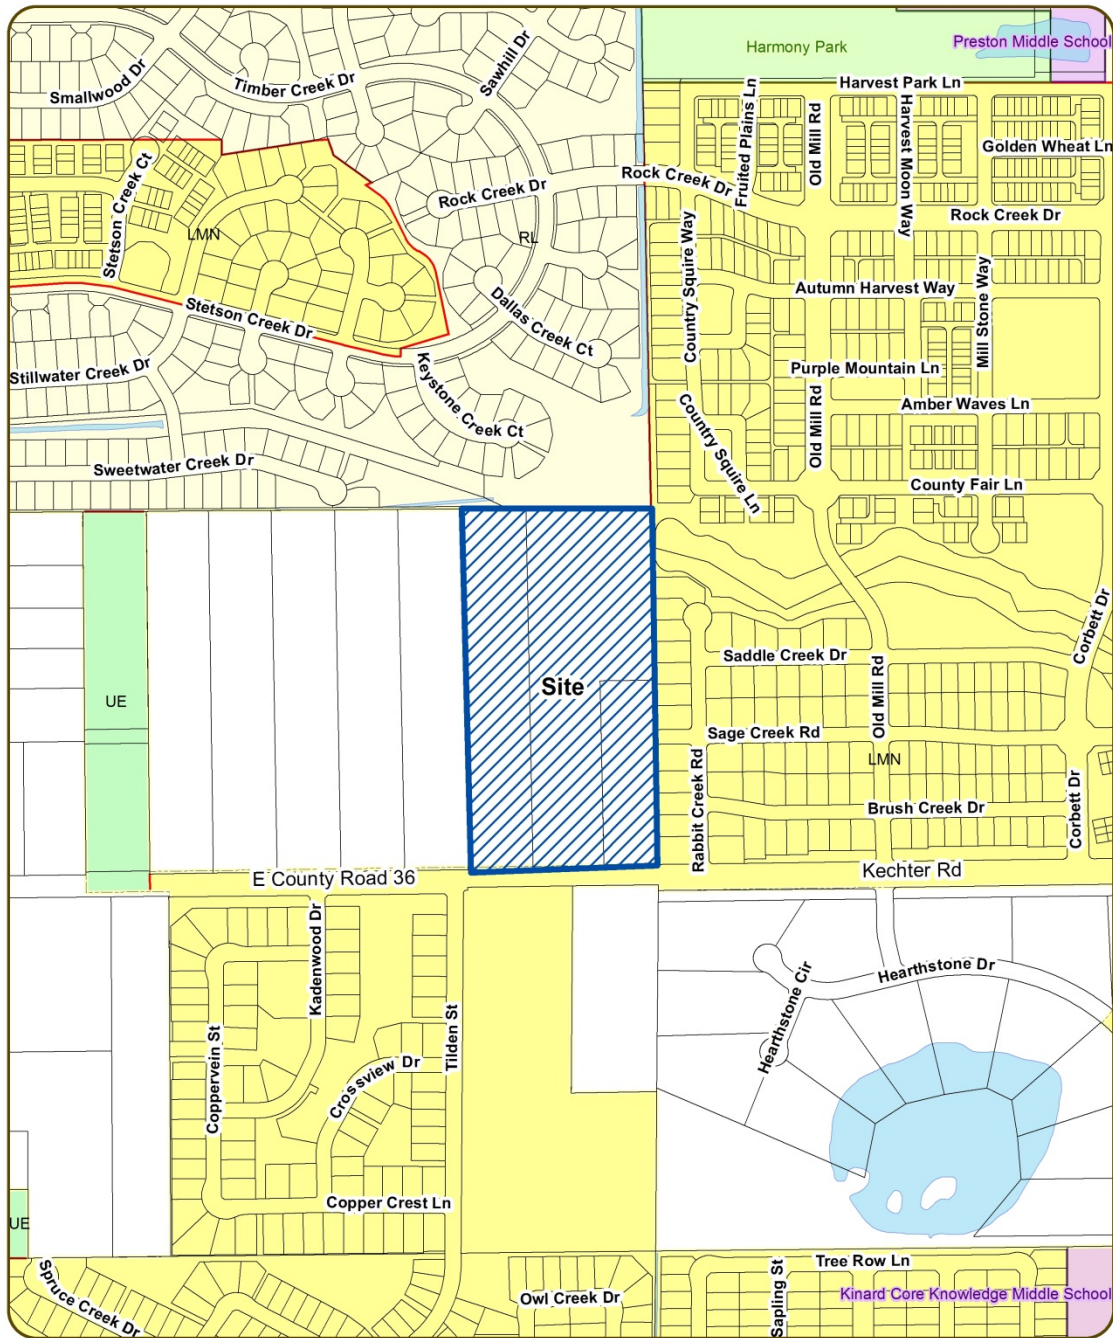 Harmony Park
Preston Middle School
Smallwood Dr
Timber Creek Dr
Sawhill Dr
Harvest Park Ln
Fruited Plains Ln
Old Mill Rd
Harvest Moon Way
Golden Wheat Ln
Stetson Creek Ct
Rock Creek Dr
Rock Creek Dr
Rock Creek Dr
LMN
RL
Country Squire Way
Autumn Harvest Way
Mill Stone Way
Stetson Creek Dr
Dallas Creek Ct
Stillwater Creek Dr
Keystone Creek Ct
Purple Mountain Ln
Old Mill Rd
Amber Waves Ln
Country Squire Ln
Sweetwater Creek Dr
County Fair Ln
Corbett Dr
Saddle Creek Dr
Site
UE
Old Mill Rd
Sage Creek Rd
LMN
Rabbit Creek Rd
Brush Creek Dr
Corbett Dr
E County Road 36
Kechter Rd
Kadenwood Dr
Hearthstone Dr
Hearthstone Cir
Coppervein St
Crossview Dr
Tilden St
Copper Crest Ln
UE
Spruce Creek Dr
Owl Creek Dr
Sapling St
Tree Row Ln
Kinard Core Knowledge Middle School